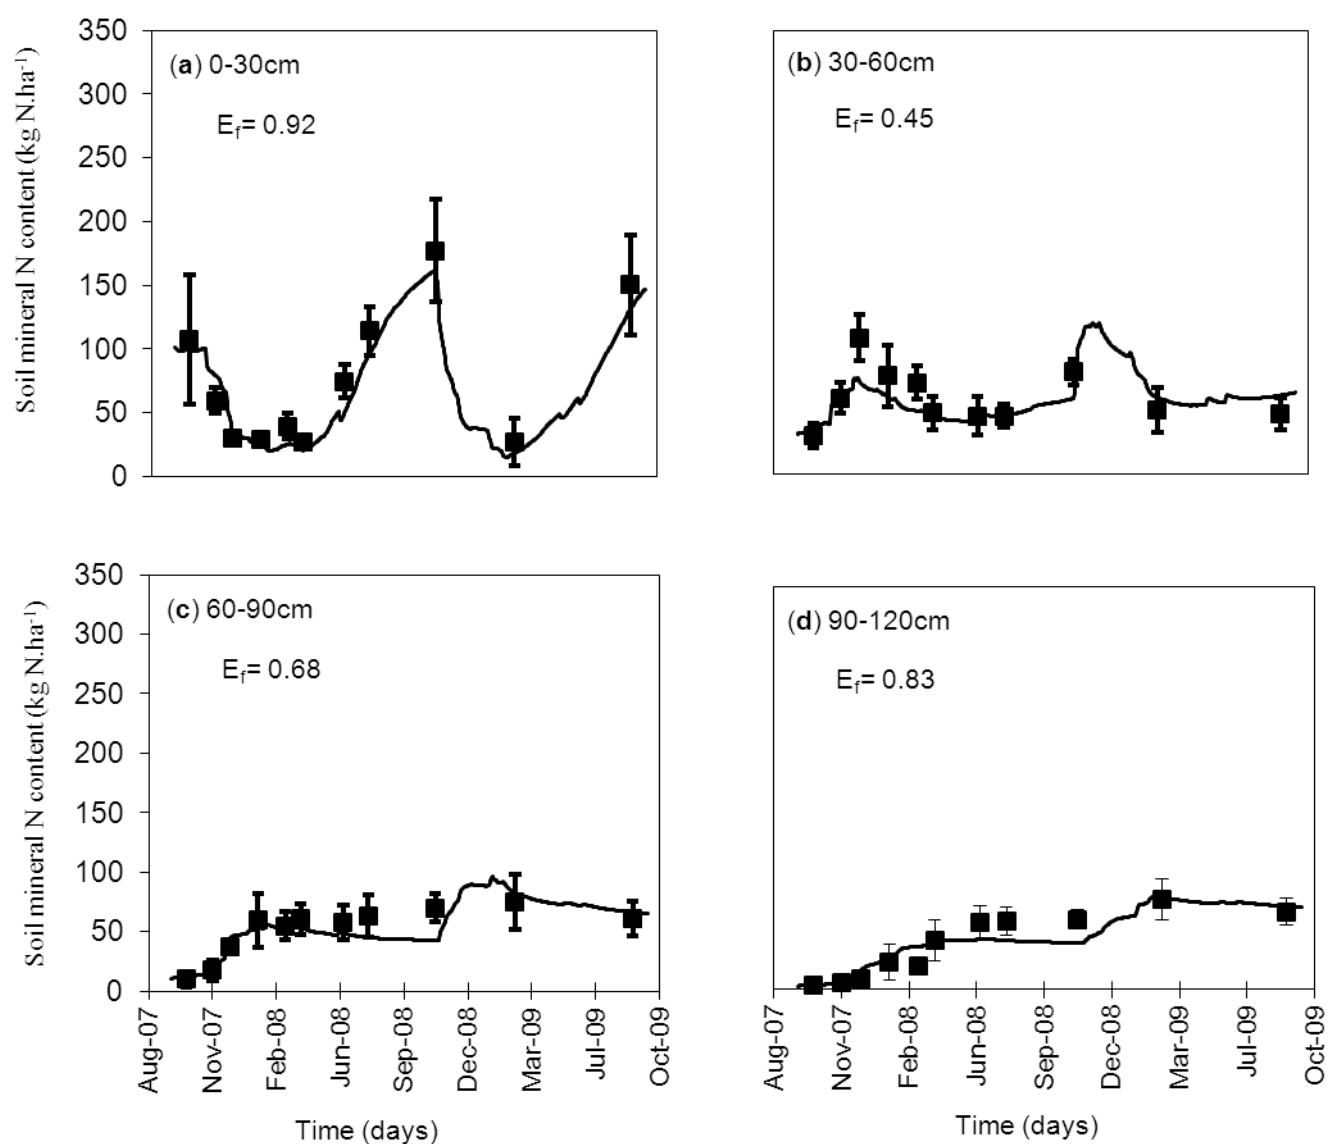 Soil mineral N content (kg N.ha⁻¹)
350
300
250
200
150
100
50
0
(a) 0-30cm
E_f= 0.92
(b) 30-60cm
E_f= 0.45
Soil mineral N content (kg N.ha⁻¹)
350
300
250
200
150
100
50
0
(c) 60-90cm
E_f= 0.68
Aug-07
Nov-07
Feb-08
Jun-08
Sep-08
Dec-08
Mar-09
Jul-09
Oct-09
Time (days)
(d) 90-120cm
E_f= 0.83
Aug-07
Nov-07
Feb-08
Jun-08
Sep-08
Dec-08
Mar-09
Jul-09
Oct-09
Time (days)